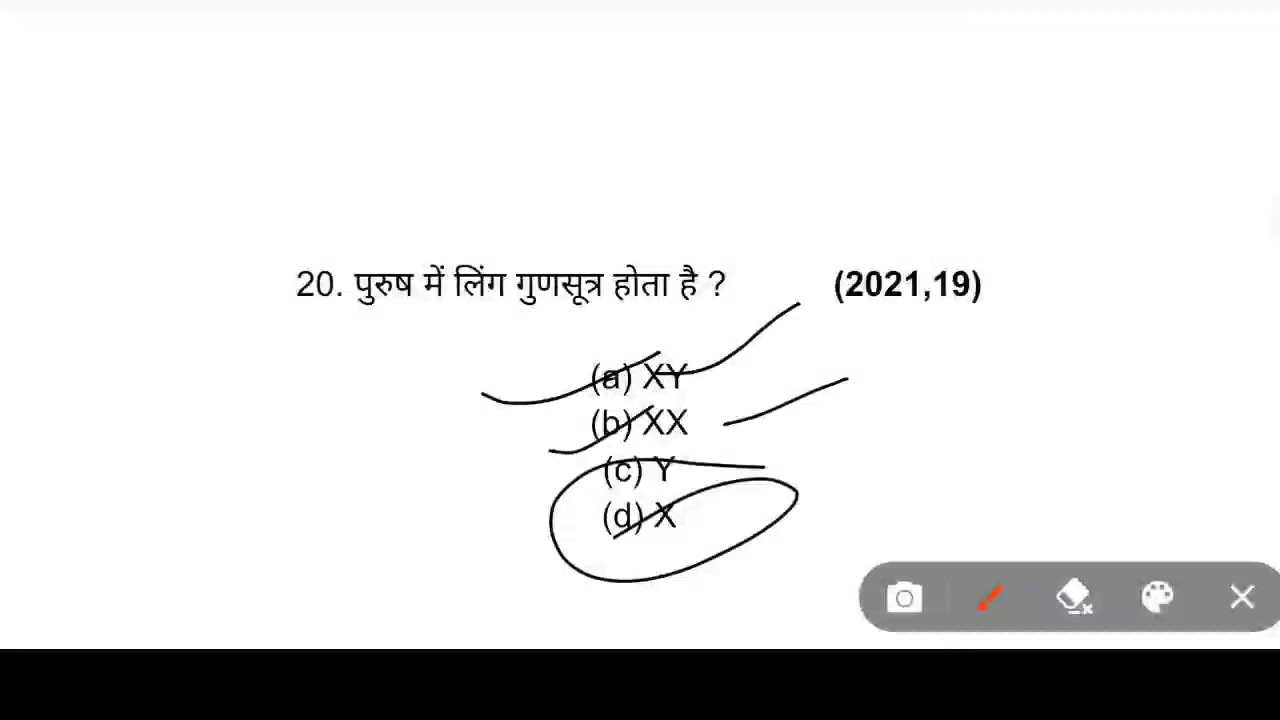 20. पुरुष में लिंग गुणसूत्र होता है ? (2021,19)
(a) XY
(b) XX
(c) Y
(d) X